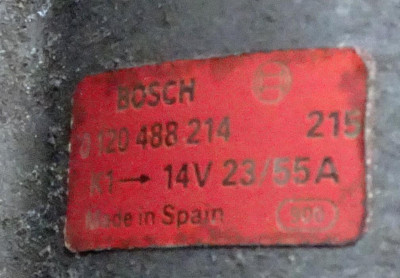 BOSCH
0 120 488 214 215
K1→ 14V 23/55A
Made in Spain